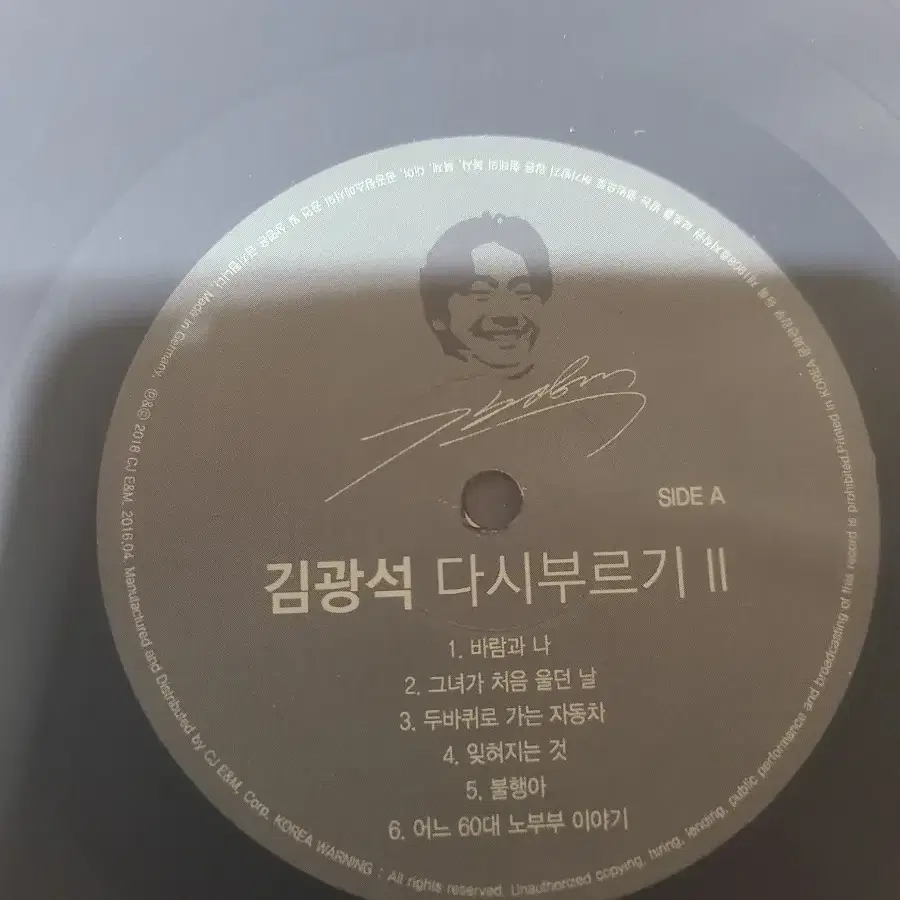 SIDE A
김광석 다시부르기 II
1. 바람과 나
2. 그녀가 처음 울던 날
3. 두바퀴로 가는 자동차
4. 잊혀지는 것
5. 불행아
6. 어느 60대 노부부 이야기
Made in Germany. ℗&© 2016 CJ E&M. 2016.04. Manufactured and Distributed by CJ E&M, Corp. KOREA WARNING : All rights reserved. Unauthorized copying, hiring, lending, public performance and broadcasting of this record is prohibited. Printed in KOREA